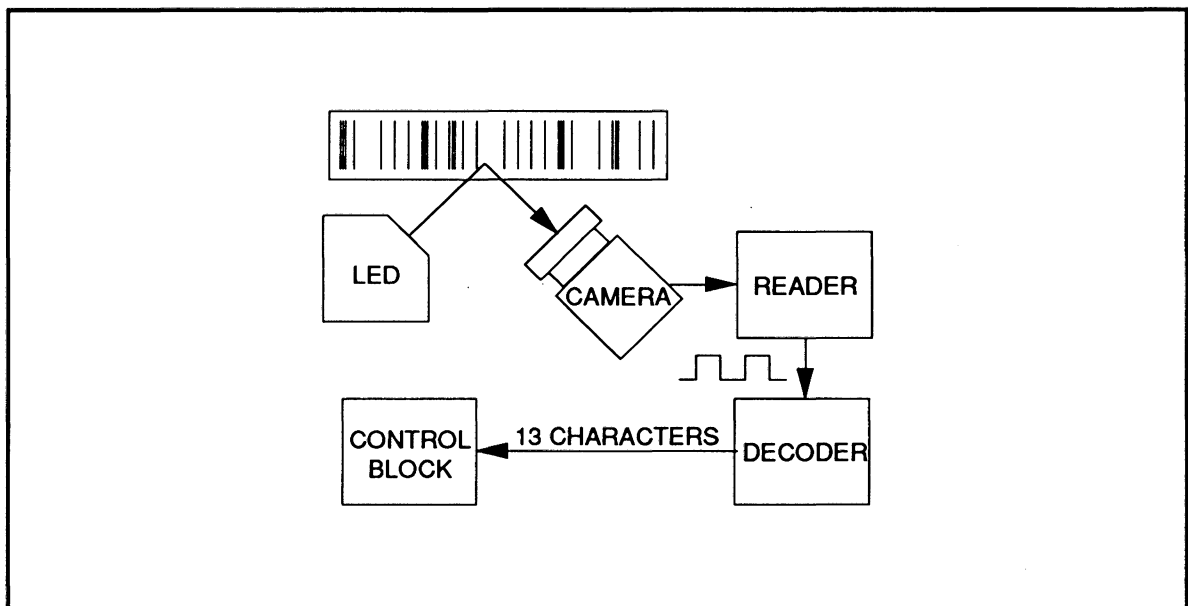 LED
CAMERA
READER
CONTROL
BLOCK
13 CHARACTERS
DECODER